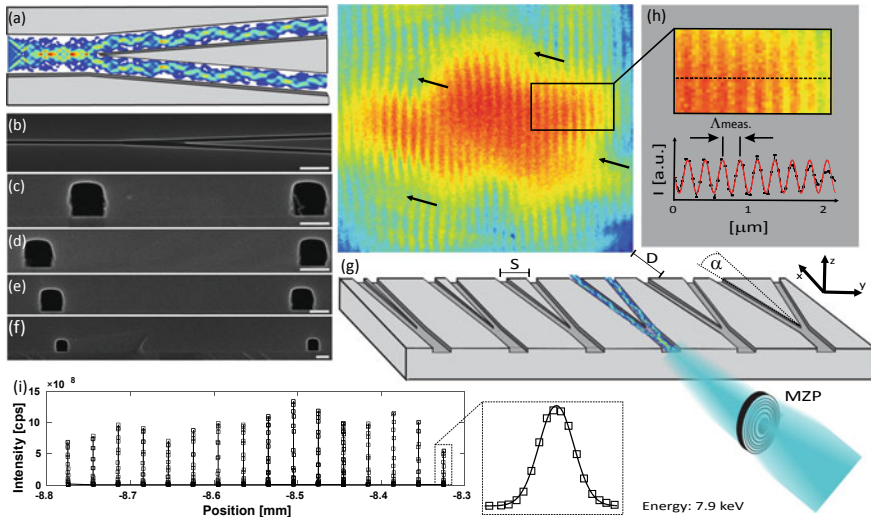 (a)
(b)
(c)
(d)
(e)
(f)
(h)
Λmeas.
I [a.u.]
0 1 2
[μm]
(g)
S
D
α
x
z
y
MZP
(i)
×10 8
15
10
5
0
Intensity [cps]
-8.8 -8.7 -8.6 -8.5 -8.4 -8.3
Position [mm]
Energy: 7.9 keV